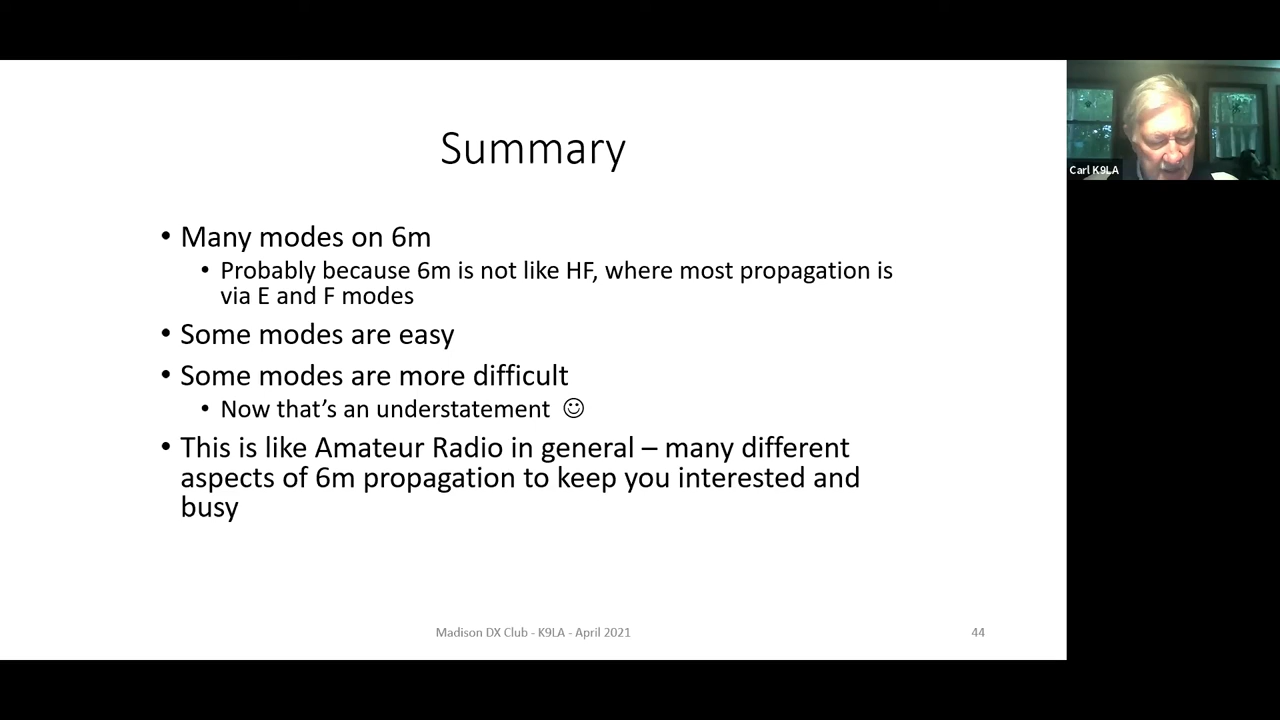 Summary
• Many modes on 6m
• Probably because 6m is not like HF, where most propagation is
via E and F modes
• Some modes are easy
• Some modes are more difficult
• Now that’s an understatement ☺
• This is like Amateur Radio in general – many different
aspects of 6m propagation to keep you interested and
busy
Madison DX Club - K9LA - April 2021
44
Carl K9LA